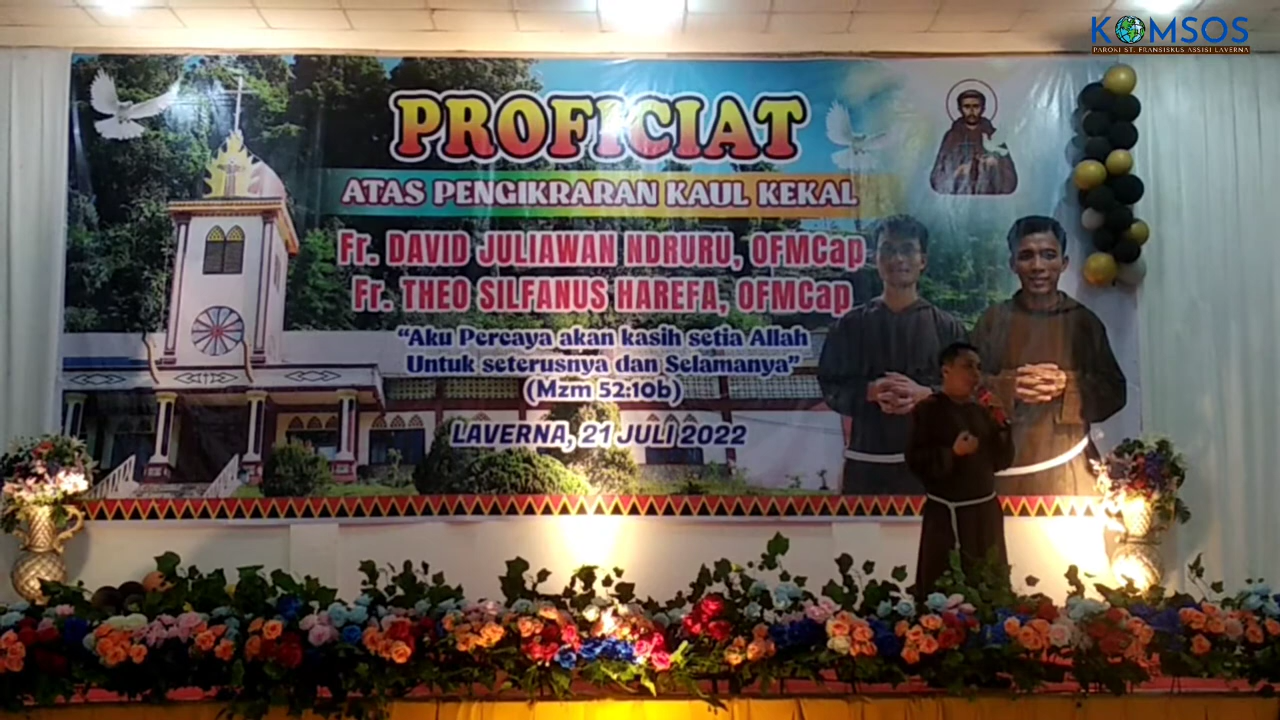 KOMSOS
PAROKI ST. FRANSISKUS ASSISI LAVERNA
PROFICIAT
ATAS PENGIKRARAN KAUL KEKAL
Fr. DAVID JULIAWAN NDRURU, OFMCap
Fr. THEO SILFANUS HAREFA, OFMCap
“Aku Percaya akan kasih setia Allah
Untuk seterusnya dan Selamanya”
(Mzm 52:10b)
LAVERNA, 21 JULI 2022